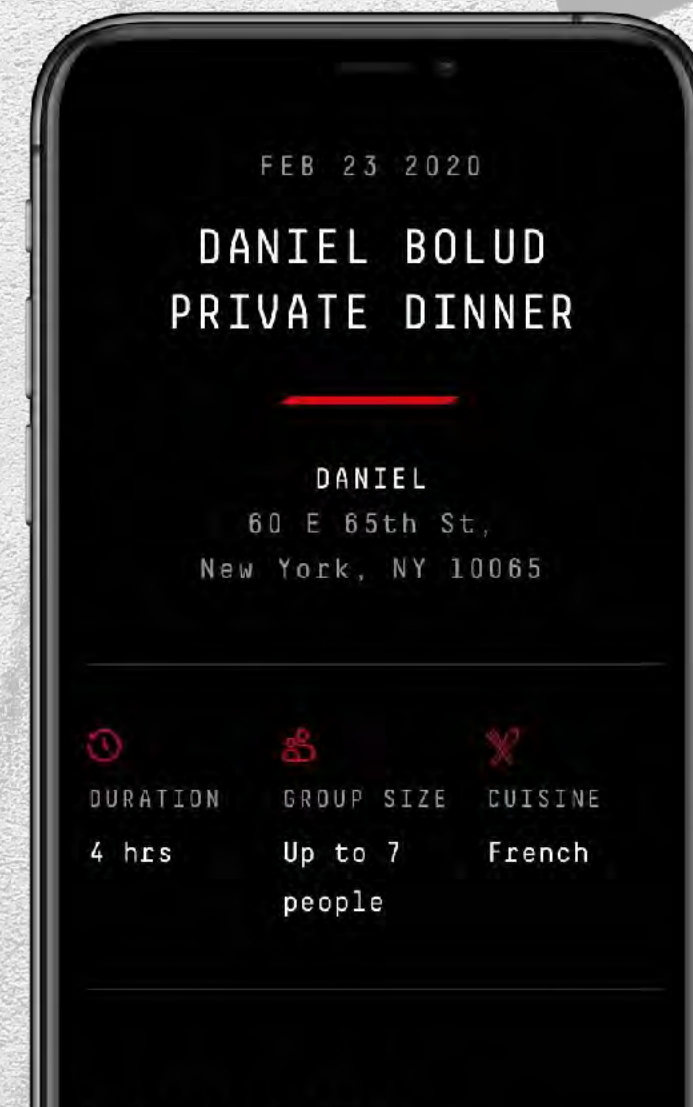 FEB 23 2020
DANIEL BOLUD
PRIVATE DINNER
DANIEL
60 E 65th St,
New York, NY 10065
DURATION
GROUP SIZE
CUISINE
4 hrs
Up to 7
people
French